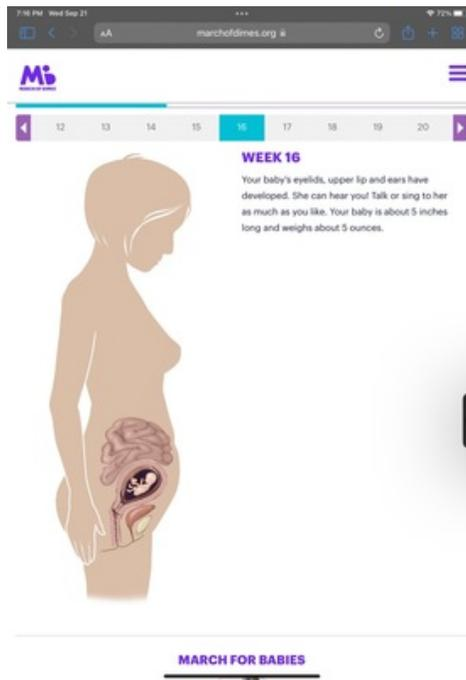 7:16 PM Wed Sep 21
72%
AA
marchofdimes.org
MARCH OF DIMES
12 13 14 15 16 17 18 19 20
WEEK 16
Your baby's eyelids, upper lip and ears have
developed. She can hear you! Talk or sing to her
as much as you like. Your baby is about 5 inches
long and weighs about 5 ounces.
MARCH FOR BABIES